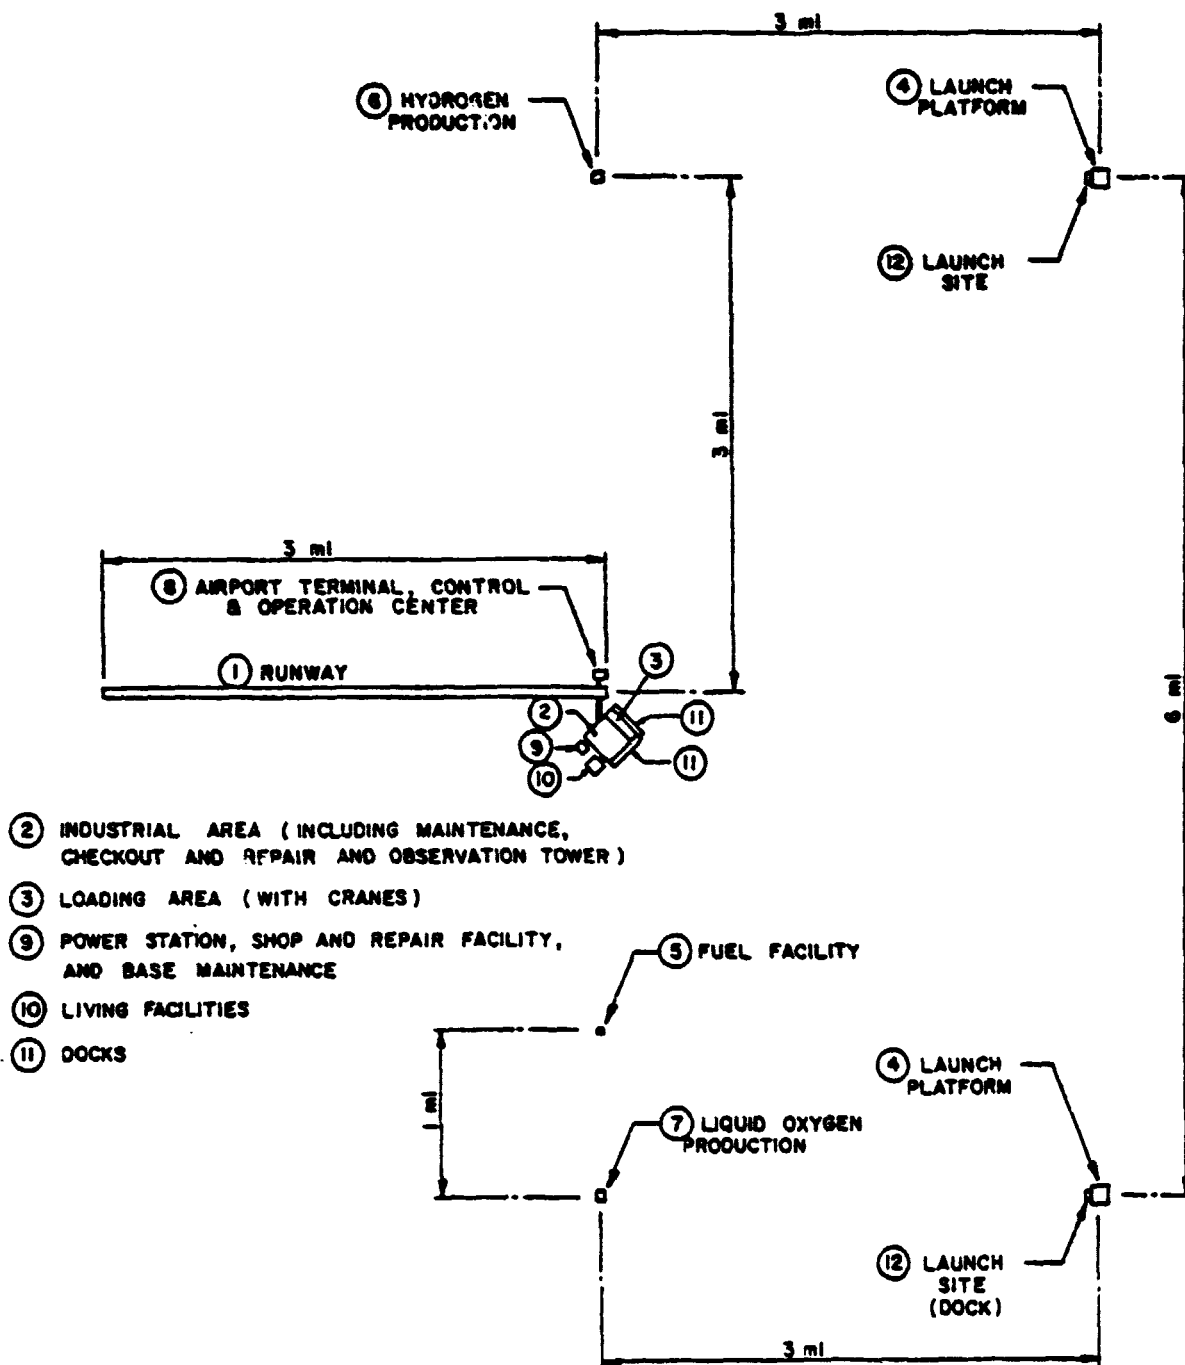 3 mi
6 HYDROGEN
PRODUCTION
4 LAUNCH
PLATFORM
12 LAUNCH
SITE
3 mi
3 mi
8 AIRPORT TERMINAL, CONTROL
& OPERATION CENTER
1 RUNWAY
3
2
11
9
11
10
6 mi
2 INDUSTRIAL AREA (INCLUDING MAINTENANCE,
CHECKOUT AND REPAIR AND OBSERVATION TOWER)
3 LOADING AREA (WITH CRANES)
9 POWER STATION, SHOP AND REPAIR FACILITY,
AND BASE MAINTENANCE
10 LIVING FACILITIES
11 DOCKS
5 FUEL FACILITY
1 mi
4 LAUNCH
PLATFORM
7 LIQUID OXYGEN
PRODUCTION
12 LAUNCH
SITE
(DOCK)
3 mi